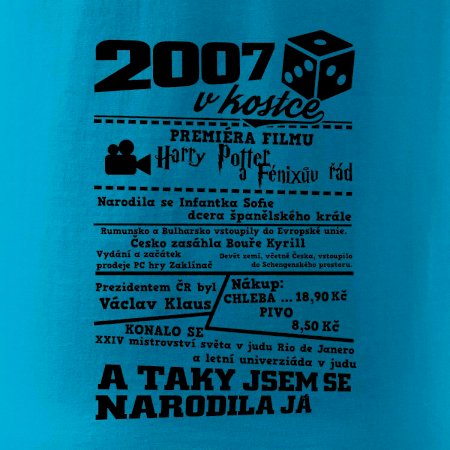 2007
v kostce
PREMIÉRA FILMU
Harry Potter
a Fénixův řád
Narodila se Infantka Sofie
dcera španělského krále
Rumunsko a Bulharsko vstoupily do Evropské unie.
Česko zasáhla Bouře Kyrill
Vydání a začátek
prodeje PC hry Zaklínač
Devět zemí, včetně Česka, vstoupilo
do Schengenského prostoru.
Prezidentem ČR byl
Václav Klaus
Nákup:
CHLEBA ... 18,90 Kč
PIVO
8,50 Kč
KONALO SE
XXIV mistrovství světa v judu Rio de Janero
a letní univerziáda v judu
A TAKY JSEM SE
NARODILA JÁ